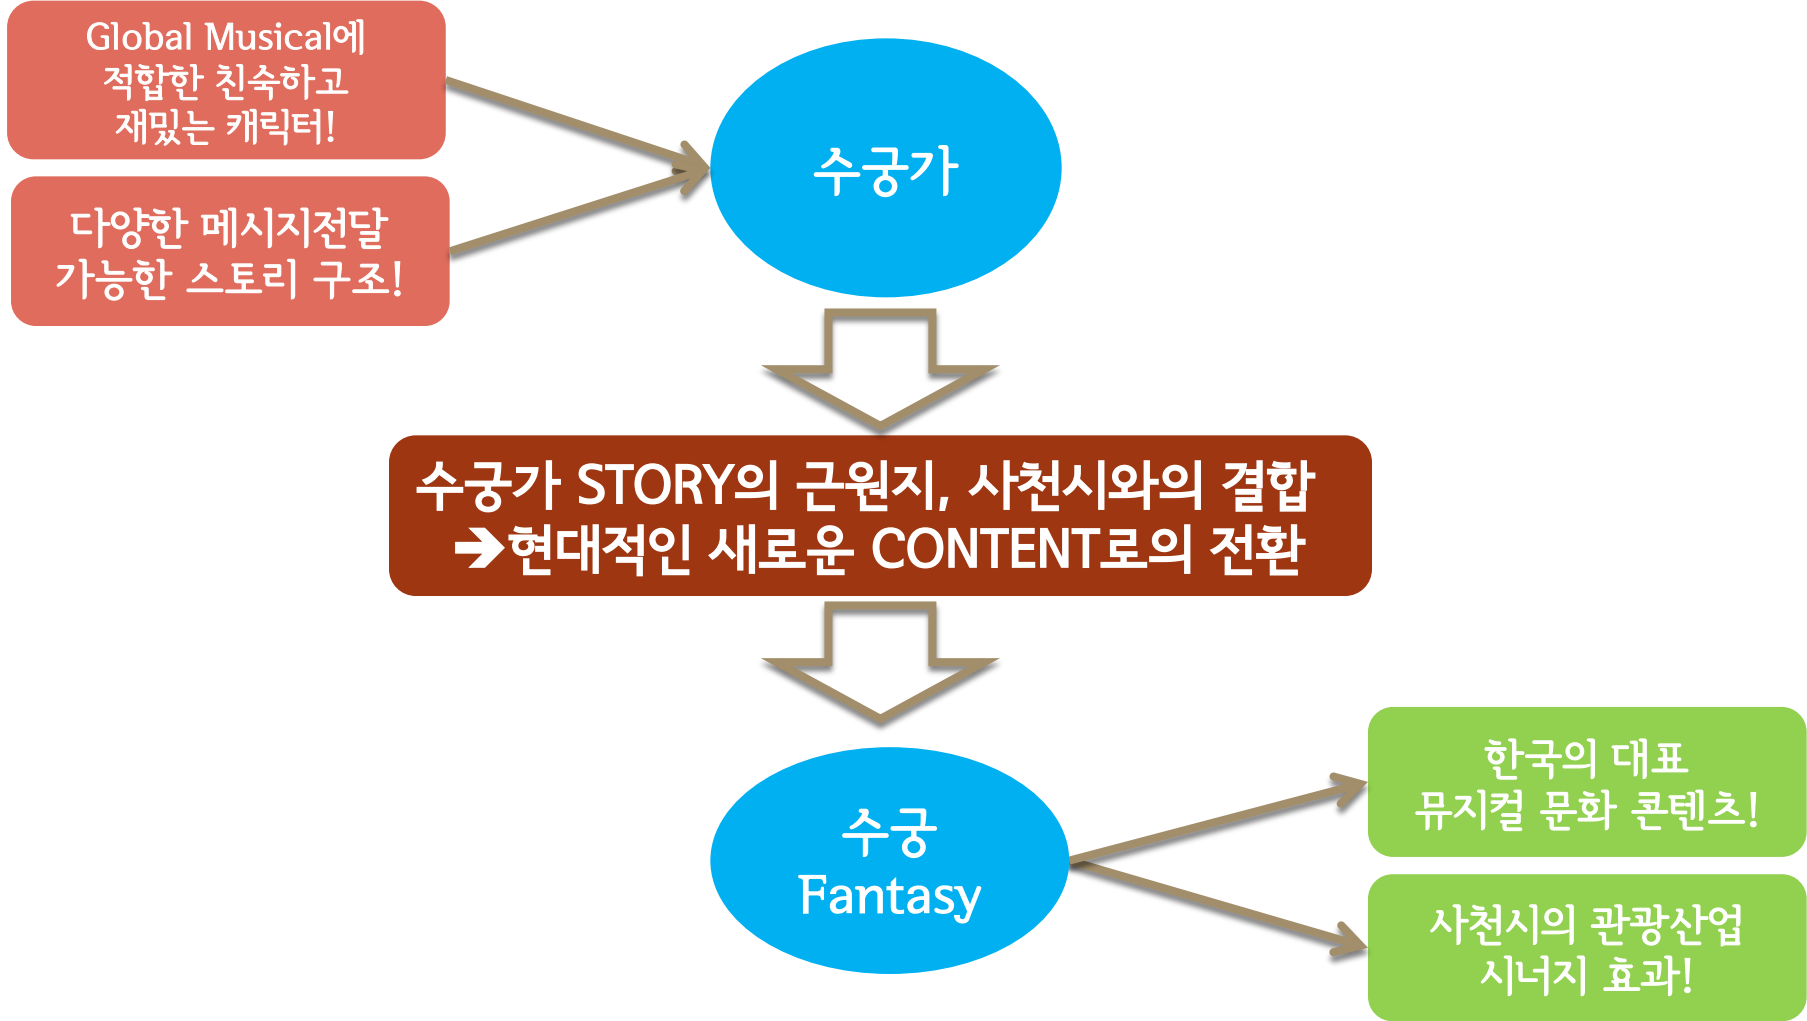 Global Musical에
적합한 친숙하고
재밌는 캐릭터!
다양한 메시지전달
가능한 스토리 구조!
수궁가
수궁가 STORY의 근원지, 사천시와의 결합
➔현대적인 새로운 CONTENT로의 전환
수궁
Fantasy
한국의 대표
뮤지컬 문화 콘텐츠!
사천시의 관광산업
시너지 효과!